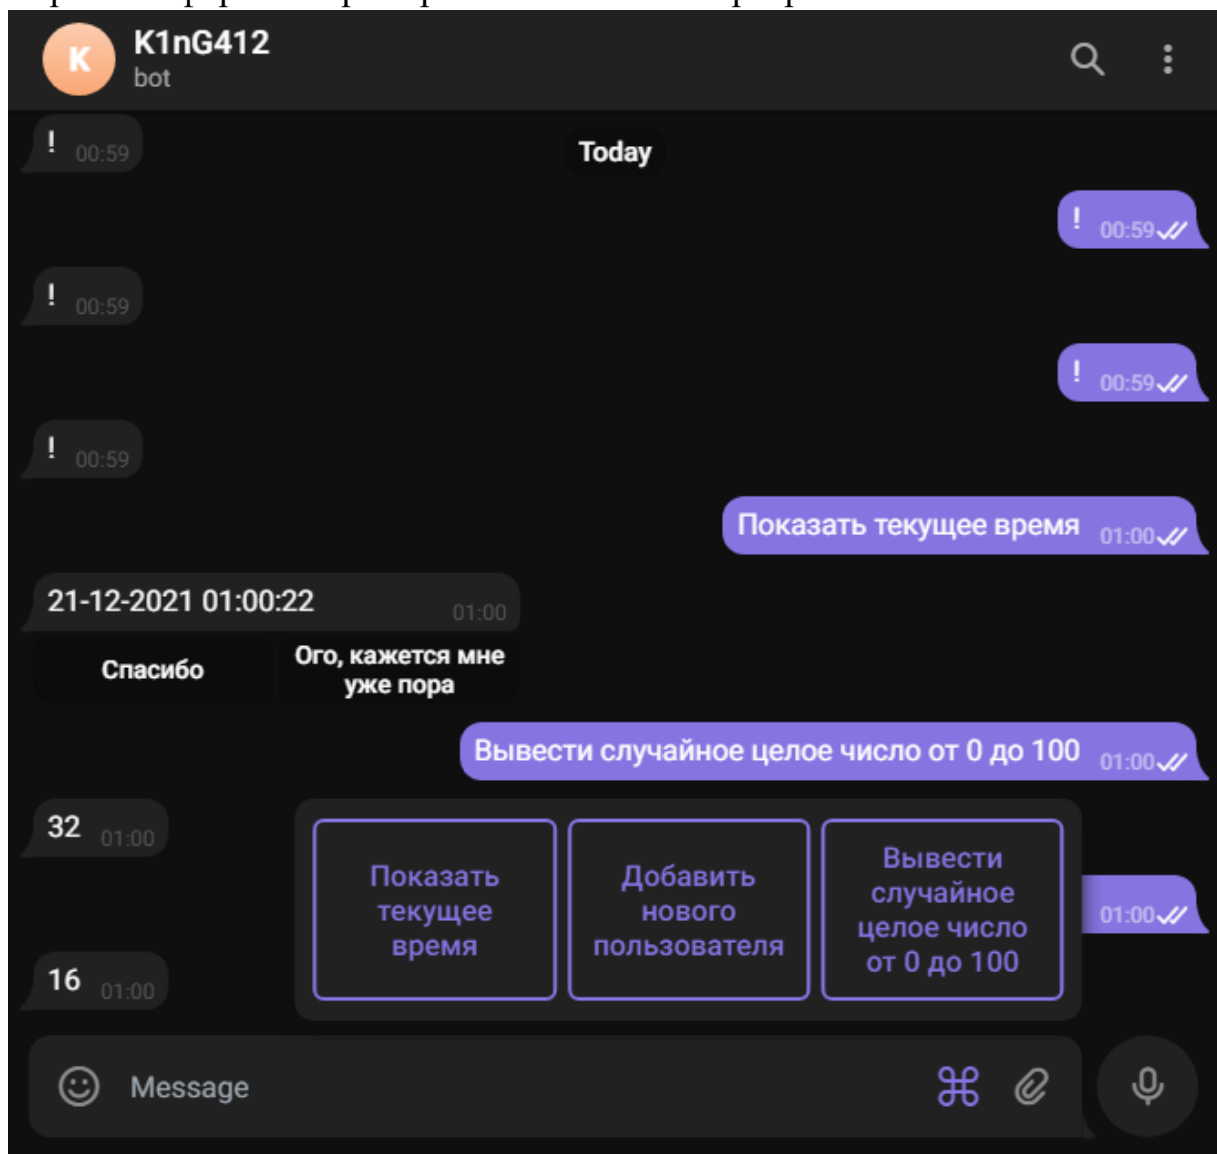 K
K1nG412
bot
! 00:59
Today
! 00:59
! 00:59
! 00:59
! 00:59
Показать текущее время 01:00
21-12-2021 01:00:22 01:00
Спасибо
Ого, кажется мне
уже пора
Вывести случайное целое число от 0 до 100 01:00
32 01:00
Показать
текущее
время
Добавить
нового
пользователя
Вывести
случайное
целое число
от 0 до 100
01:00
16 01:00
Message